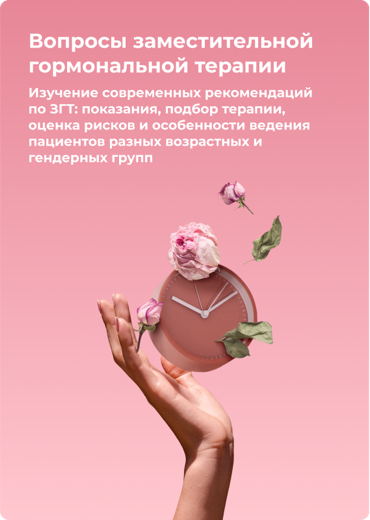 Вопросы заместительной
гормональной терапии
Изучение современных рекомендаций
по ЗГТ: показания, подбор терапии,
оценка рисков и особенности ведения
пациентов разных возрастных и
гендерных групп